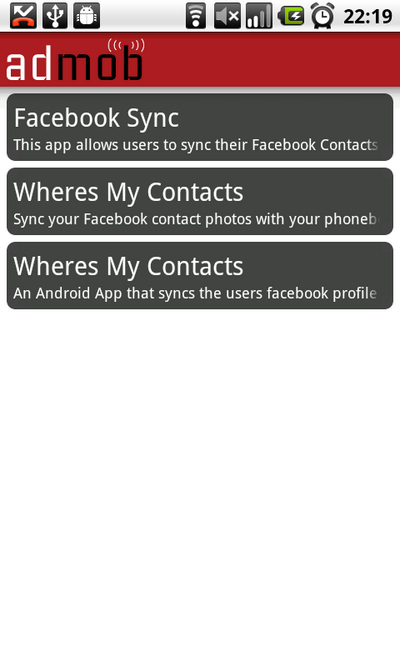 22:19
admob
Facebook Sync
This app allows users to sync their Facebook Contacts
Wheres My Contacts
Sync your Facebook contact photos with your phoneb
Wheres My Contacts
An Android App that syncs the users facebook profile